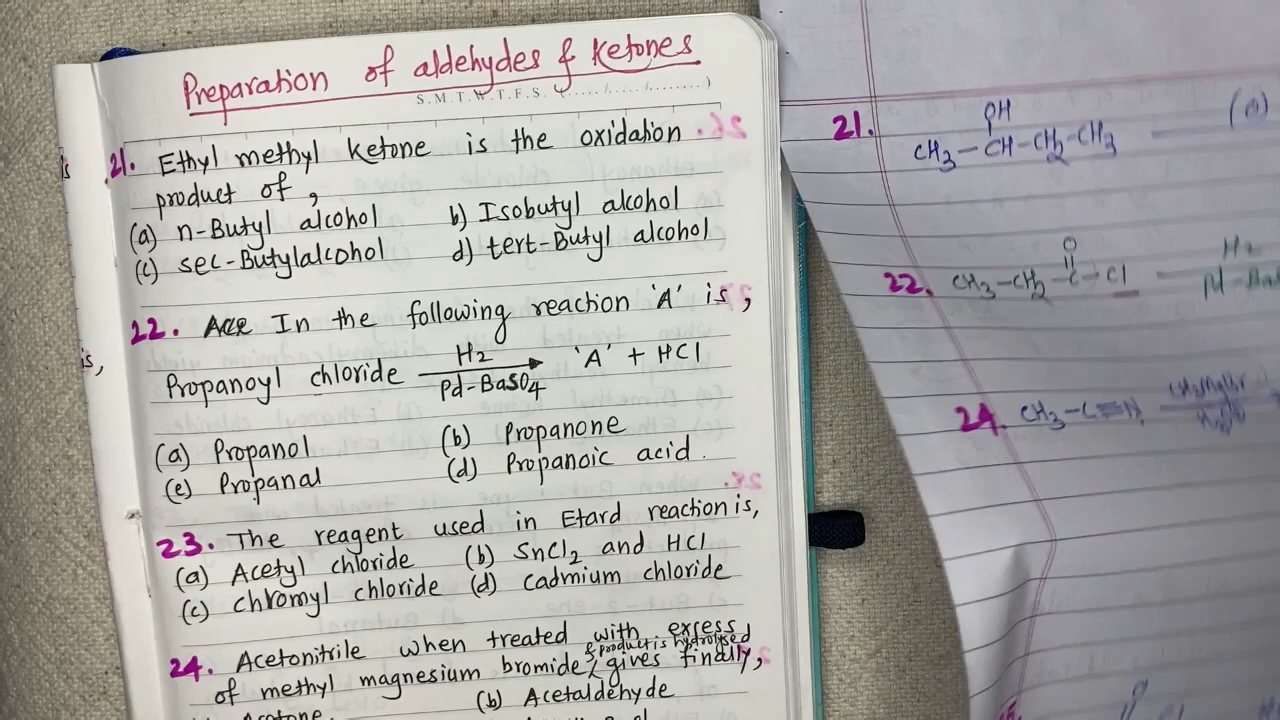 Preparation of aldehydes & Ketones
S.M.T.W.T.F.S.
21. Ethyl methyl ketone is the oxidation
product of,
(a) n-Butyl alcohol b) Isobutyl alcohol
(c) sec-Butylalcohol d) tert-Butyl alcohol
22. In the following reaction 'A' is,
Propanoyl chloride H2 Pd-BaSO4 'A' + HCl
(a) Propanol (b) Propanone
(e) Propanal (d) Propanoic acid.
23. The reagent used in Etard reaction is,
(a) Acetyl chloride (b) SnCl2 and HCl
(c) chromyl chloride (d) cadmium chloride
24. Acetonitrile when treated with excess
& product is hydrolysed
of methyl magnesium bromide gives finally,
(b) Acetaldehyde
is,
21. OH
CH3-CH-CH2-CH3 (A)
22. O
CH3-CH2-C-Cl H2
24. CH3-C≡N